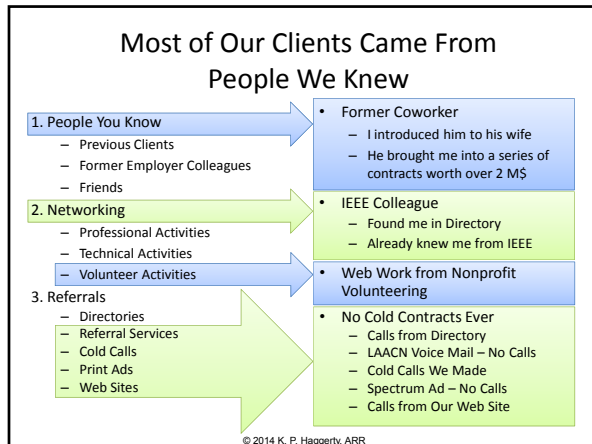 Most of Our Clients Came From
People We Knew
1. People You Know
– Previous Clients
– Former Employer Colleagues
– Friends
2. Networking
– Professional Activities
– Technical Activities
– Volunteer Activities
3. Referrals
– Directories
– Referral Services
– Cold Calls
– Print Ads
– Web Sites
• Former Coworker
– I introduced him to his wife
– He brought me into a series of
contracts worth over 2 M$
• IEEE Colleague
– Found me in Directory
– Already knew me from IEEE
• Web Work from Nonprofit
Volunteering
• No Cold Contracts Ever
– Calls from Directory
– LAACN Voice Mail – No Calls
– Cold Calls We Made
– Spectrum Ad – No Calls
– Calls from Our Web Site
© 2014 K. P. Haggerty, ARR